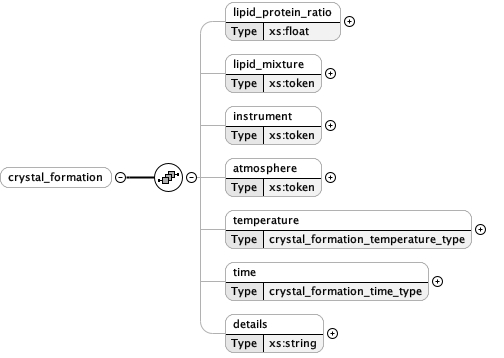 lipid_protein_ratio
Type xs:float
lipid_mixture
Type xs:token
instrument
Type xs:token
crystal_formation
atmosphere
Type xs:token
temperature
Type crystal_formation_temperature_type
time
Type crystal_formation_time_type
details
Type xs:string